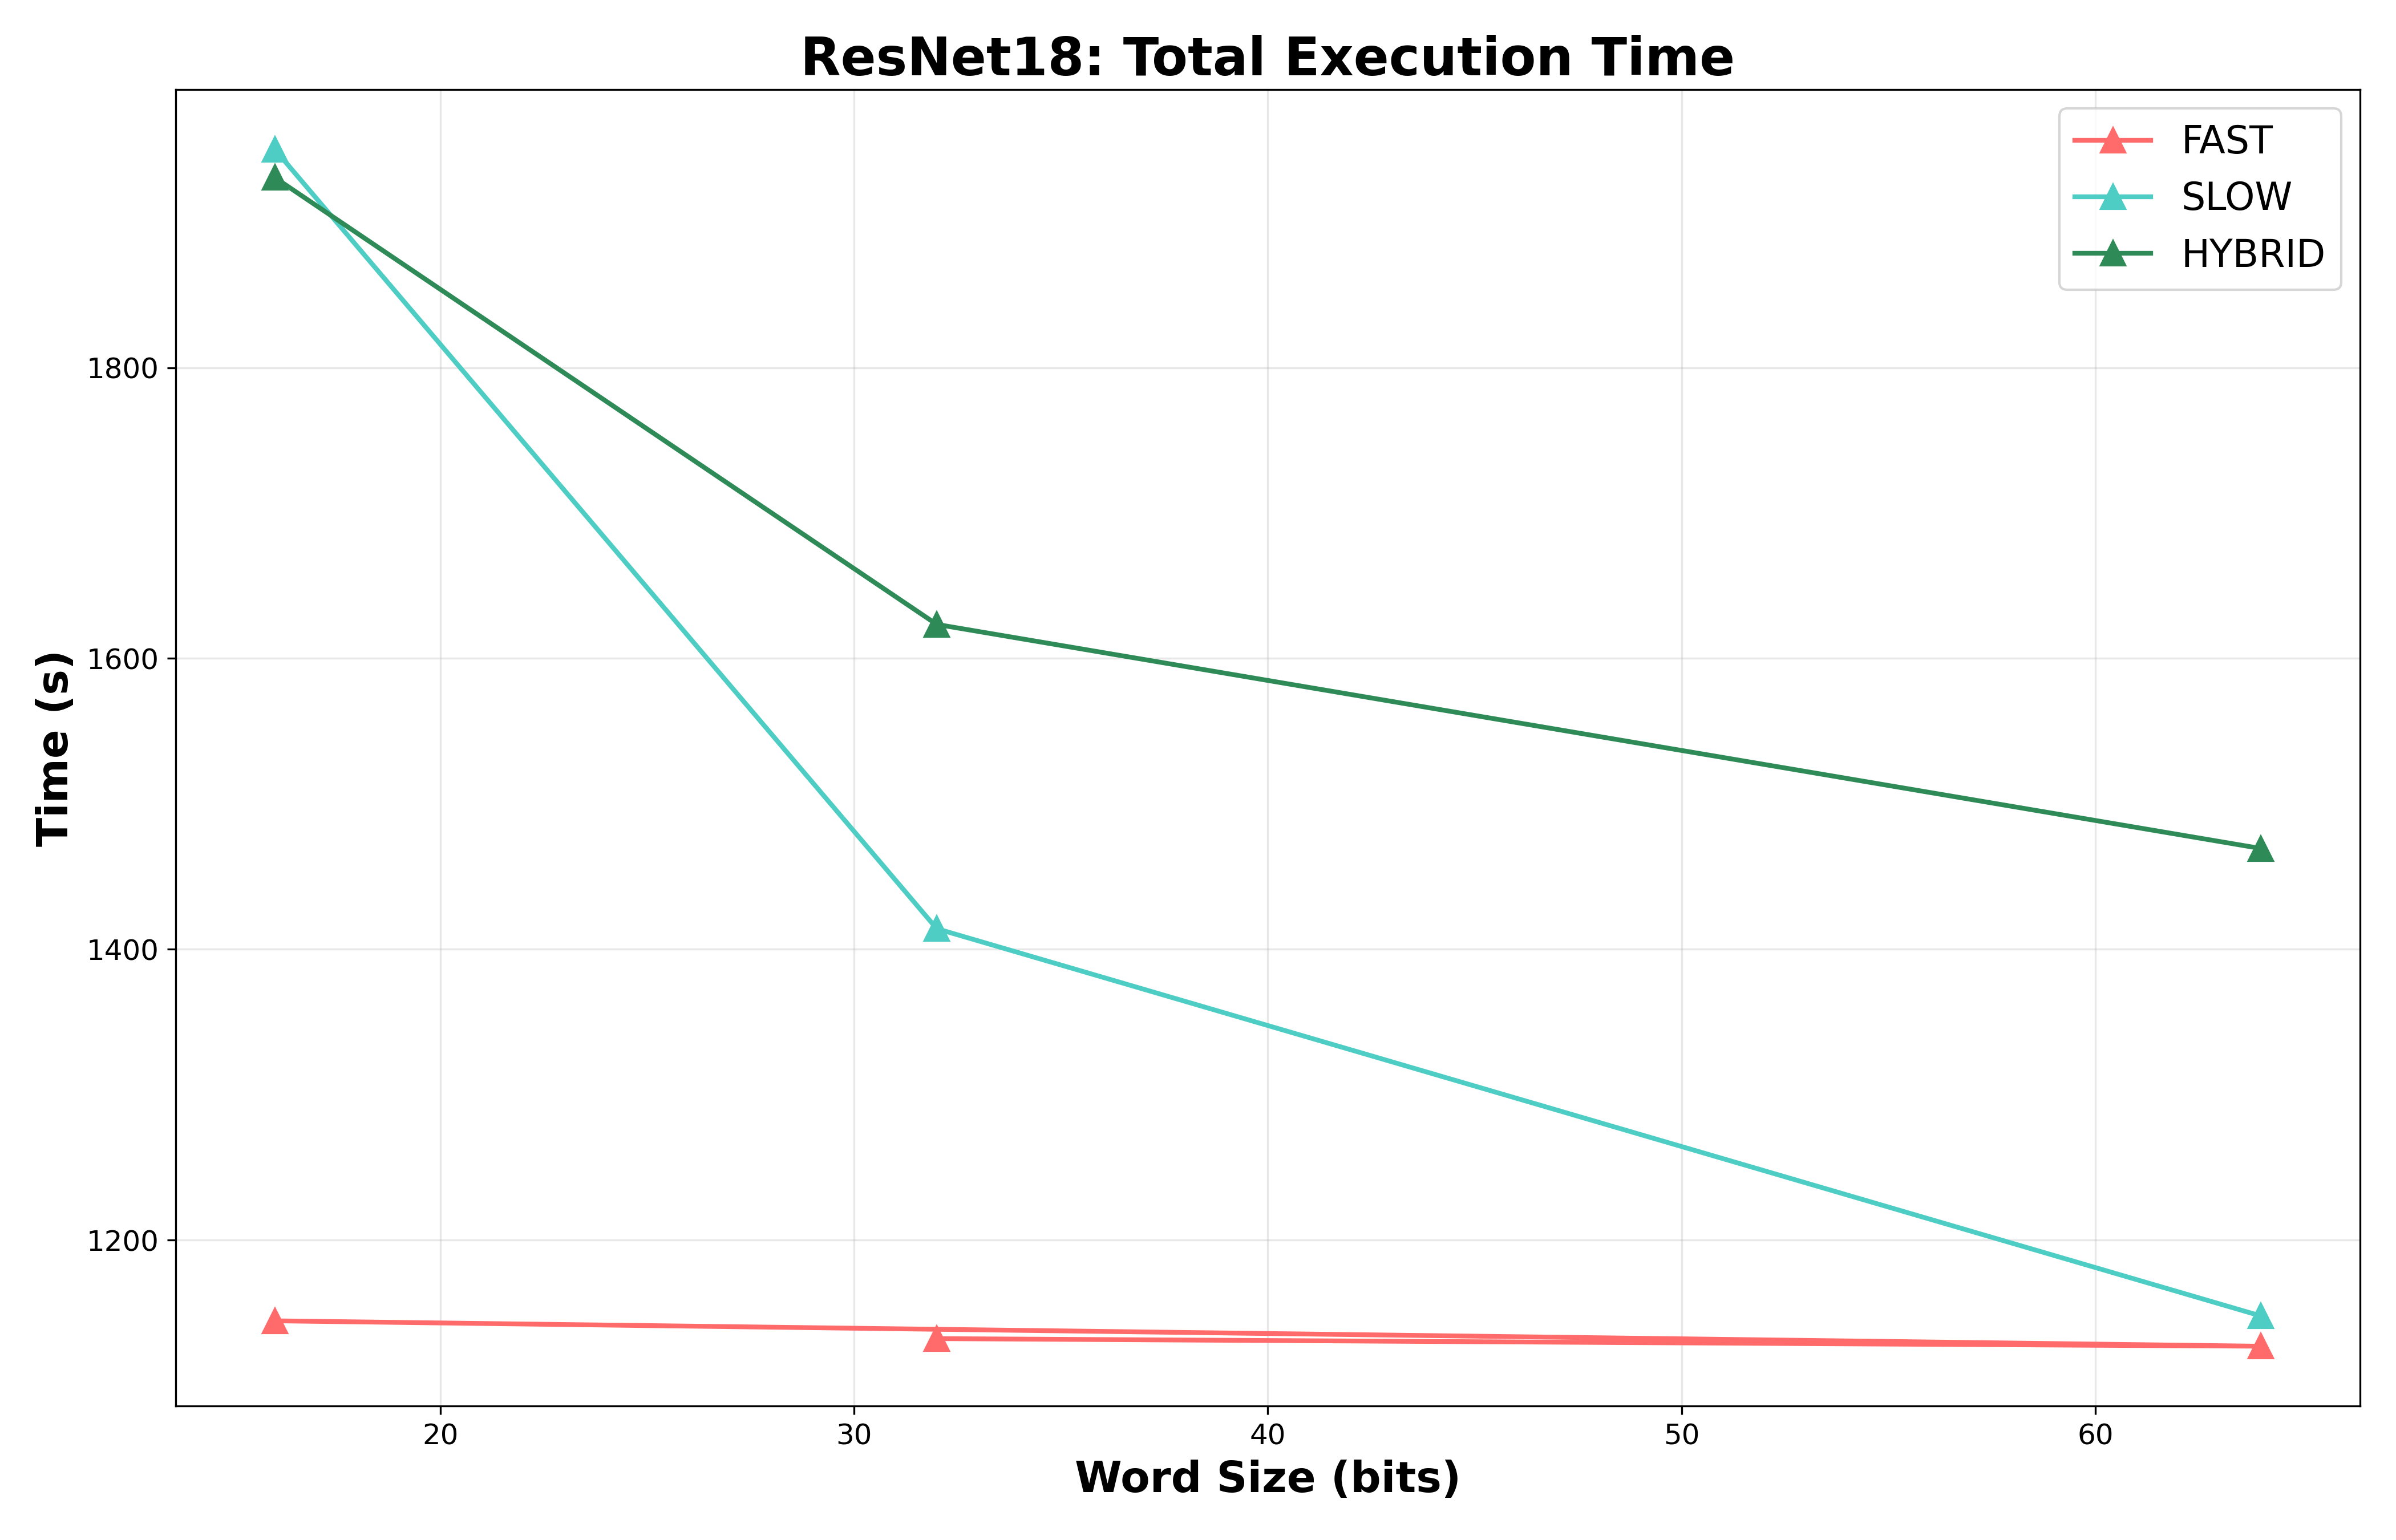 ResNet18: Total Execution Time
FAST
SLOW
HYBRID
1800
1600
1400
1200
Time (s)
20 30 40 50 60
Word Size (bits)